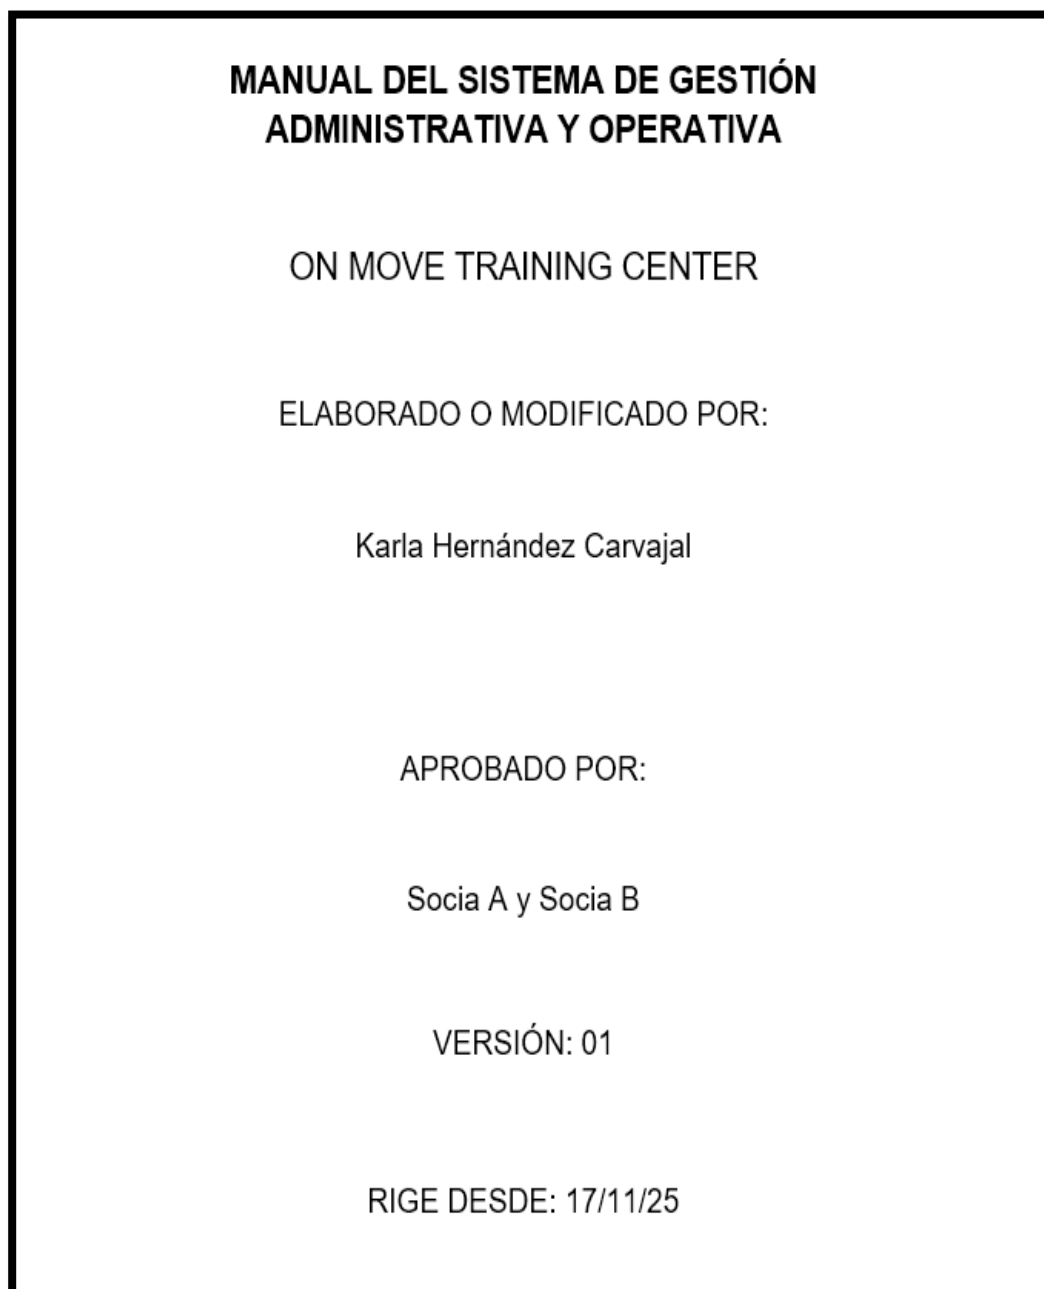 MANUAL DEL SISTEMA DE GESTIÓN
ADMINISTRATIVA Y OPERATIVA
ON MOVE TRAINING CENTER
ELABORADO O MODIFICADO POR:
Karla Hernández Carvajal
APROBADO POR:
Socia A y Socia B
VERSIÓN: 01
RIGE DESDE: 17/11/25